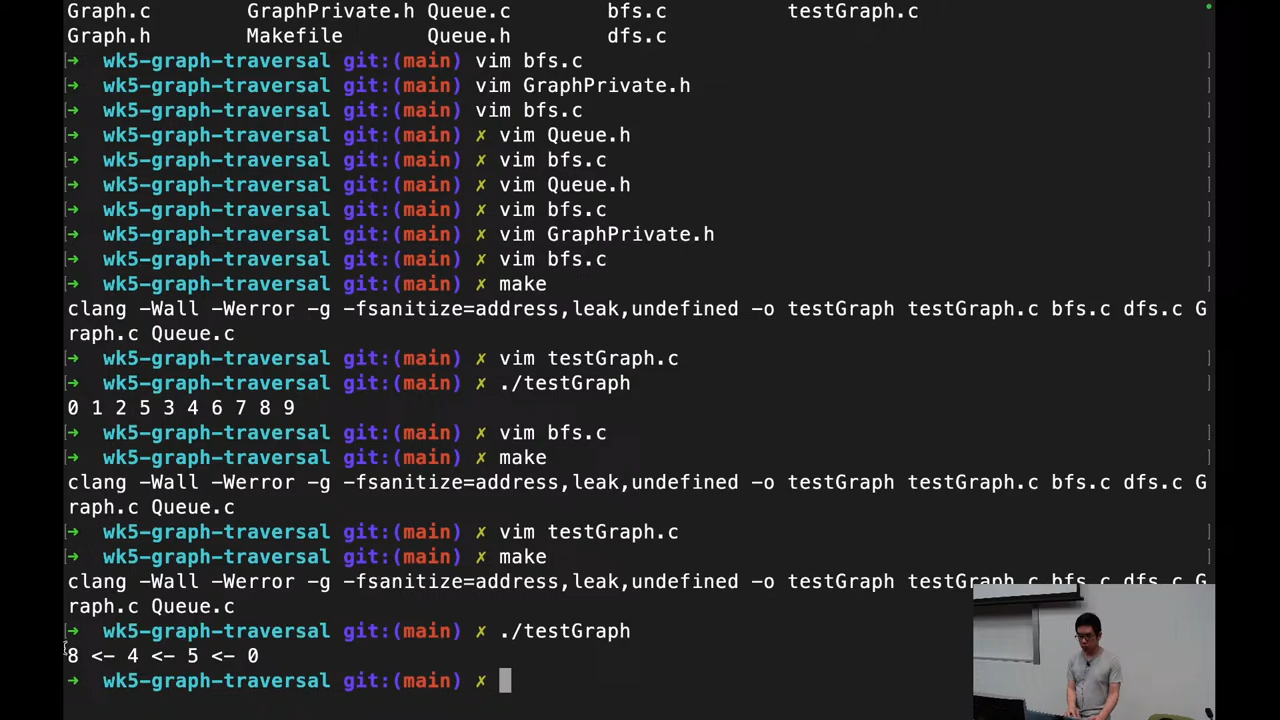 Graph.c GraphPrivate.h Queue.c bfs.c testGraph.c
Graph.h Makefile Queue.h dfs.c
[➜ wk5-graph-traversal git:(main) vim bfs.c ]
[➜ wk5-graph-traversal git:(main) vim GraphPrivate.h ]
[➜ wk5-graph-traversal git:(main) vim bfs.c ]
[➜ wk5-graph-traversal git:(main) ✗ vim Queue.h ]
[➜ wk5-graph-traversal git:(main) ✗ vim bfs.c ]
[➜ wk5-graph-traversal git:(main) ✗ vim Queue.h ]
[➜ wk5-graph-traversal git:(main) ✗ vim bfs.c ]
[➜ wk5-graph-traversal git:(main) ✗ vim GraphPrivate.h ]
[➜ wk5-graph-traversal git:(main) ✗ vim bfs.c ]
[➜ wk5-graph-traversal git:(main) ✗ make ]
clang -Wall -Werror -g -fsanitize=address,leak,undefined -o testGraph testGraph.c bfs.c dfs.c G
raph.c Queue.c
[➜ wk5-graph-traversal git:(main) ✗ vim testGraph.c ]
[➜ wk5-graph-traversal git:(main) ✗ ./testGraph ]
0 1 2 5 3 4 6 7 8 9
[➜ wk5-graph-traversal git:(main) ✗ vim bfs.c ]
[➜ wk5-graph-traversal git:(main) ✗ make ]
clang -Wall -Werror -g -fsanitize=address,leak,undefined -o testGraph testGraph.c bfs.c dfs.c G
raph.c Queue.c
[➜ wk5-graph-traversal git:(main) ✗ vim testGraph.c ]
[➜ wk5-graph-traversal git:(main) ✗ make ]
clang -Wall -Werror -g -fsanitize=address,leak,undefined -o testGraph testGraph.c bfs.c dfs.c G
raph.c Queue.c
[➜ wk5-graph-traversal git:(main) ✗ ./testGraph
8 <- 4 <- 5 <- 0
➜ wk5-graph-traversal git:(main) ✗